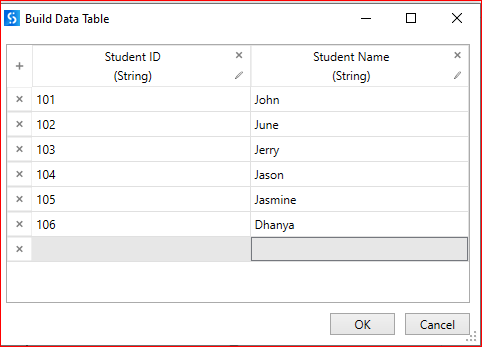 Build Data Table
Student ID Student Name
(String) (String)
101 John
102 June
103 Jerry
104 Jason
105 Jasmine
106 Dhanya
OK Cancel